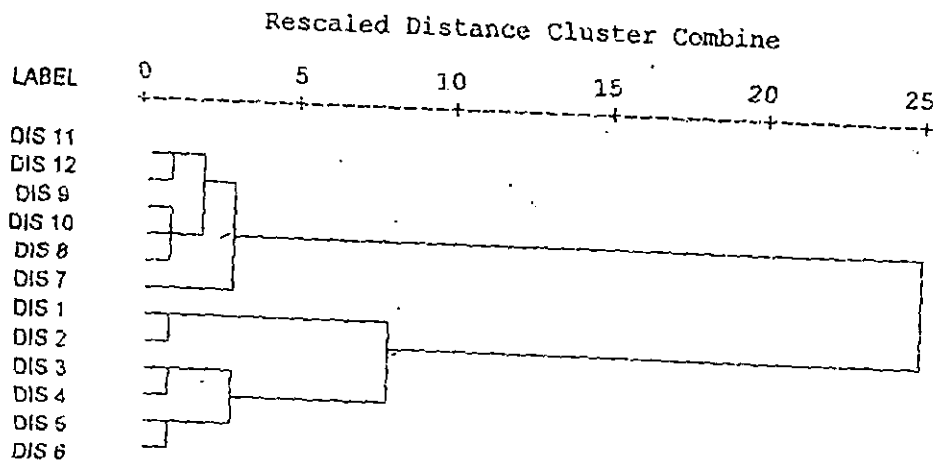 Rescaled Distance Cluster Combine
LABEL 0 5 10 15 20 25
DIS 11
DIS 12
DIS 9
DIS 10
DIS 8
DIS 7
DIS 1
DIS 2
DIS 3
DIS 4
DIS 5
DIS 6